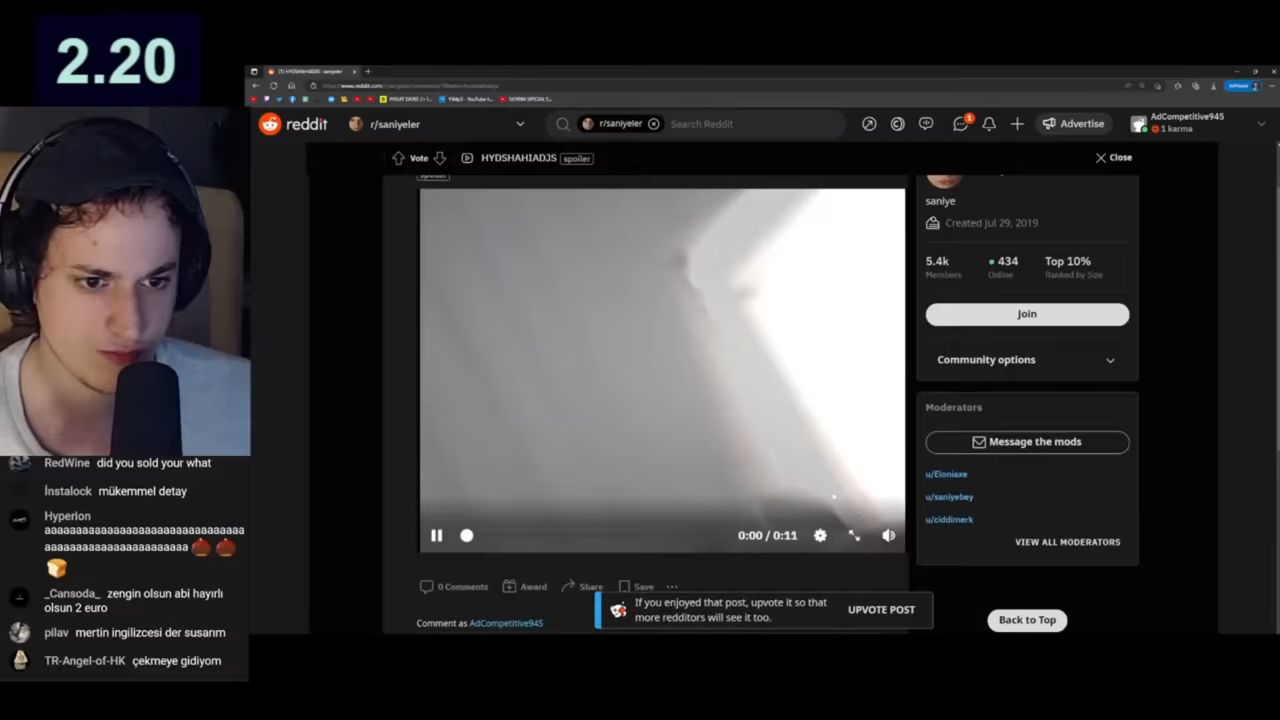 2.20
reddit
r/saniyeler
r/saniyeler
Search Reddit
1
Advertise
AdCompetitive945
1 karma
Vote
HYDSHAHIADJS
spoiler
Close
saniye
Created Jul 29, 2019
5.4k
434
Top 10%
Members
Online
Ranked by Size
Join
Community options
Moderators
Message the mods
u/Eloniaxe
u/saniyebey
u/ciddimerk
VIEW ALL MODERATORS
0:00 / 0:11
0 Comments
Award
Share
Save
If you enjoyed that post, upvote it so that
more redditors will see it too.
UPVOTE POST
Comment as AdCompetitive945
Back to Top
RedWine did you sold your what
İnstalock mükemmel detay
Hyperion
aaaaaaaaaaaaaaaaaaaaaaaaaaaaaaaa
aaaaaaaaaaaaaaaaaaaaaaa
_Cansoda_ zengin olsun abi hayırlı
olsun 2 euro
pilav mertin ingilizcesi der susarım
TR-Angel-of-HK çekmeye gidiyom